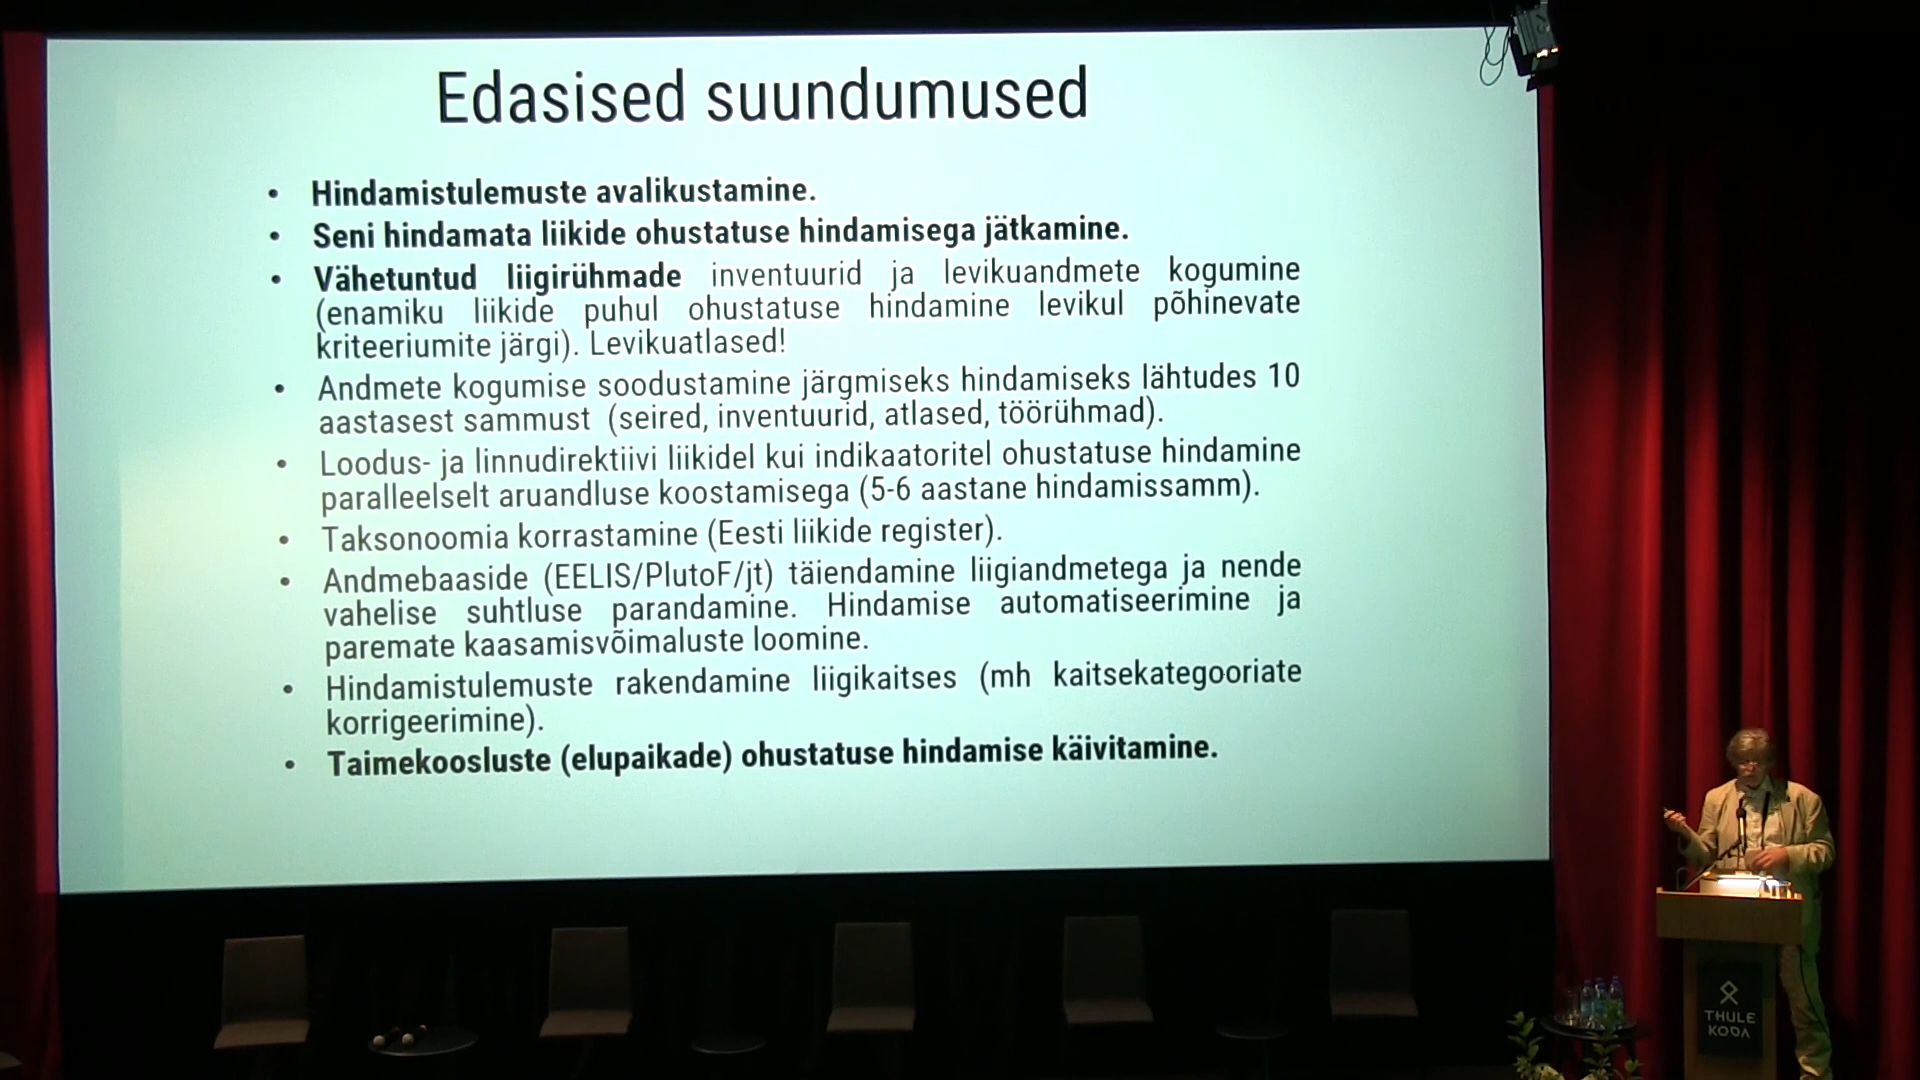 Edasised suundumused
• Hindamistulemuste avalikustamine.
• Seni hindamata liikide ohustatuse hindamisega jätkamine.
• Vähetuntud liigirühmade inventuurid ja levikuandmete kogumine
(enamiku liikide puhul ohustatuse hindamine levikul põhinevate
kriteeriumite järgi). Levikuatlased!
• Andmete kogumise soodustamine järgmiseks hindamiseks lähtudes 10
aastasest sammust (seired, inventuurid, atlased, töörühmad).
• Loodus- ja linnudirektiivi liikidel kui indikaatoritel ohustatuse hindamine
paralleelselt aruandluse koostamisega (5-6 aastane hindamissamm).
• Taksonoomia korrastamine (Eesti liikide register).
• Andmebaaside (EELIS/PlutoF/jt) täiendamine liigiandmetega ja nende
vahelise suhtluse parandamine. Hindamise automatiseerimine ja
paremate kaasamisvõimaluste loomine.
• Hindamistulemuste rakendamine liigikaitses (mh kaitsekategooriate
korrigeerimine).
• Taimekoosluste (elupaikade) ohustatuse hindamise käivitamine.
THULE
KODA